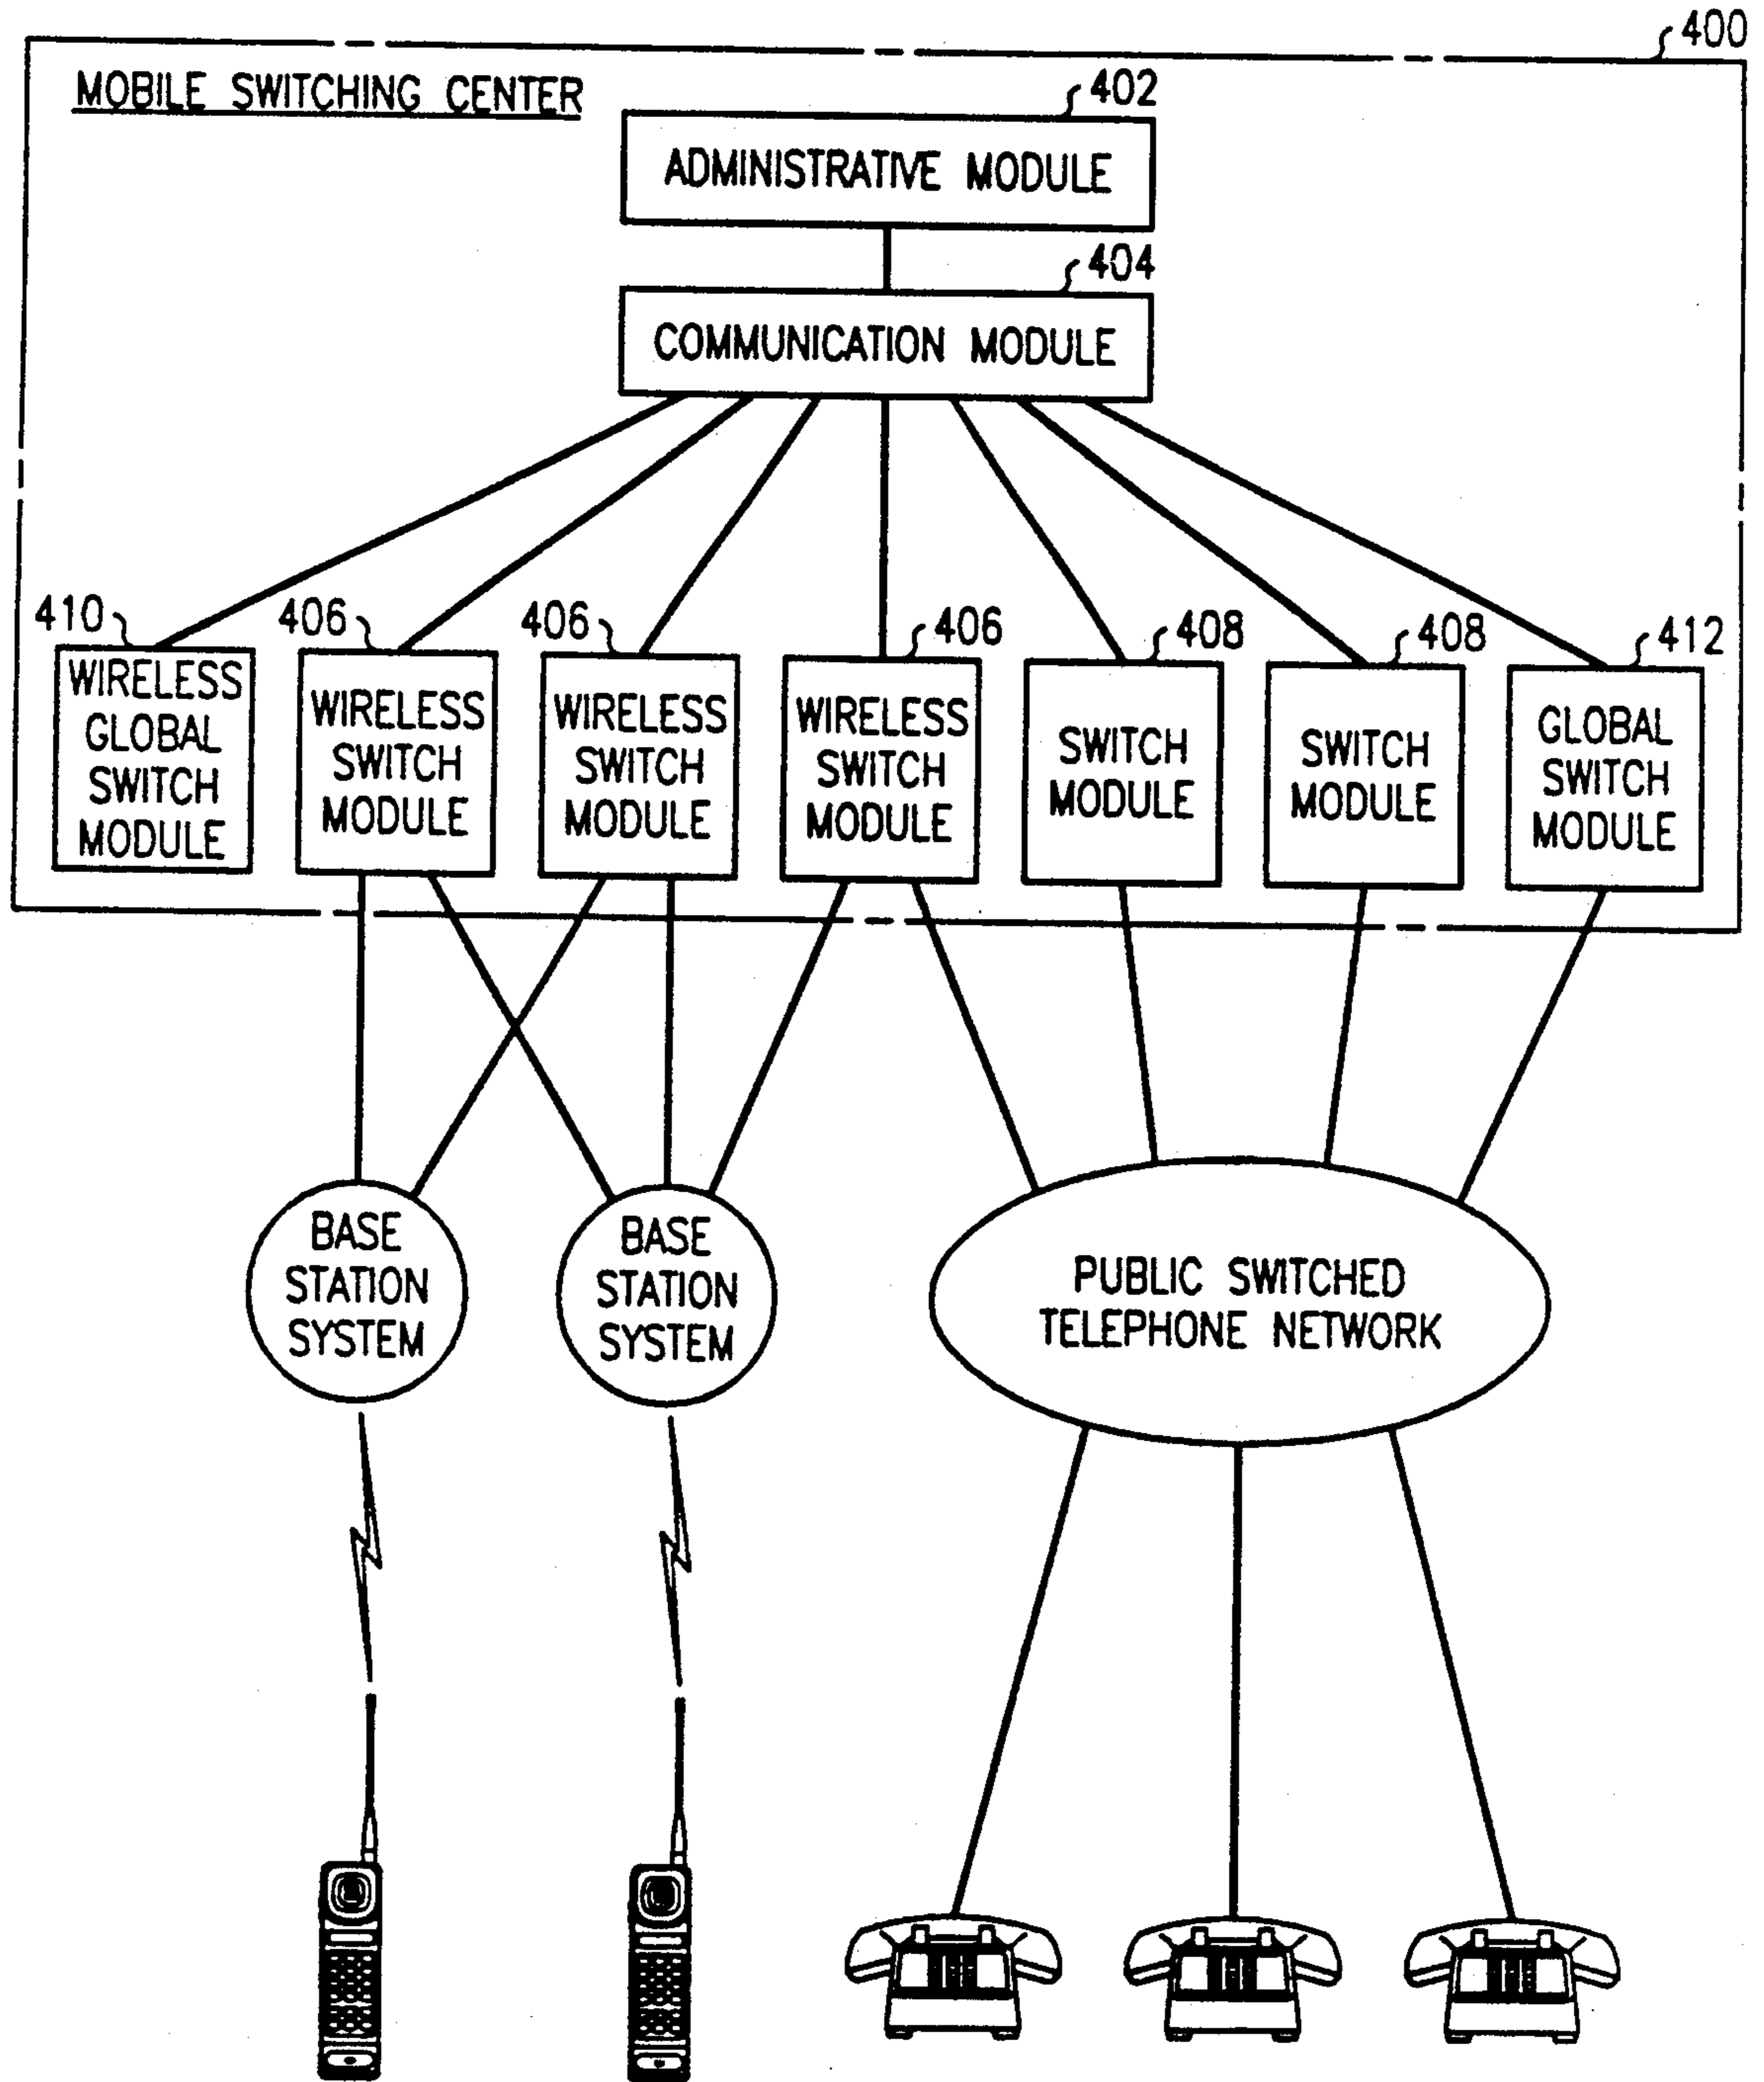 400
MOBILE SWITCHING CENTER
402
ADMINISTRATIVE MODULE
404
COMMUNICATION MODULE
410
WIRELESS
GLOBAL
SWITCH
MODULE
406
WIRELESS
SWITCH
MODULE
406
WIRELESS
SWITCH
MODULE
406
WIRELESS
SWITCH
MODULE
408
SWITCH
MODULE
408
SWITCH
MODULE
412
GLOBAL
SWITCH
MODULE
BASE
STATION
SYSTEM
BASE
STATION
SYSTEM
PUBLIC SWITCHED
TELEPHONE NETWORK